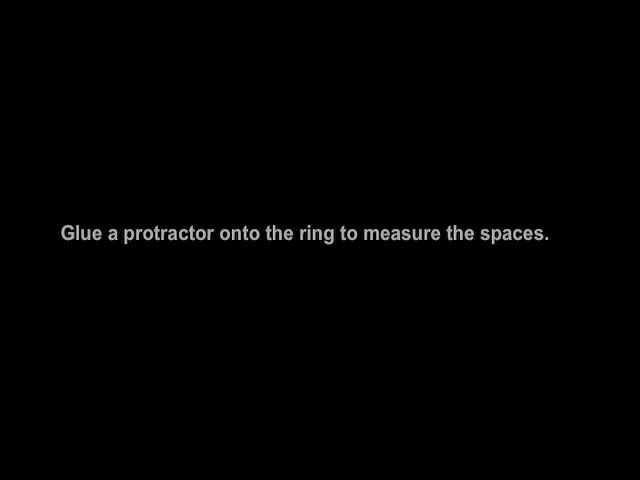 Glue a protractor onto the ring to measure the spaces.